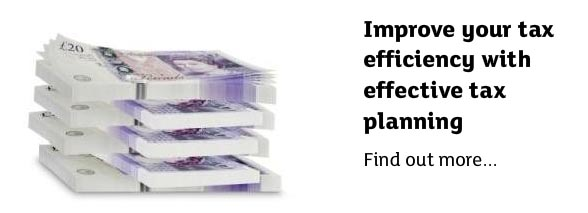 £20
Improve your tax
efficiency with
effective tax
planning
Find out more...